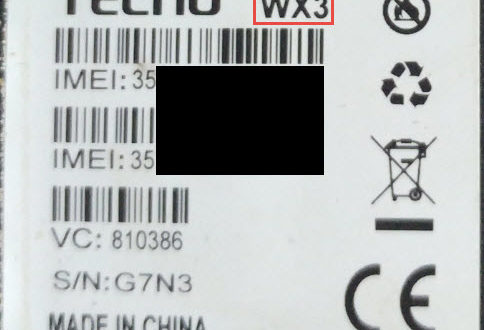 TECNO WX3
IMEI: 35
IMEI: 35
VC: 810386
S/N: G7N3
MADE IN CHINA
CE